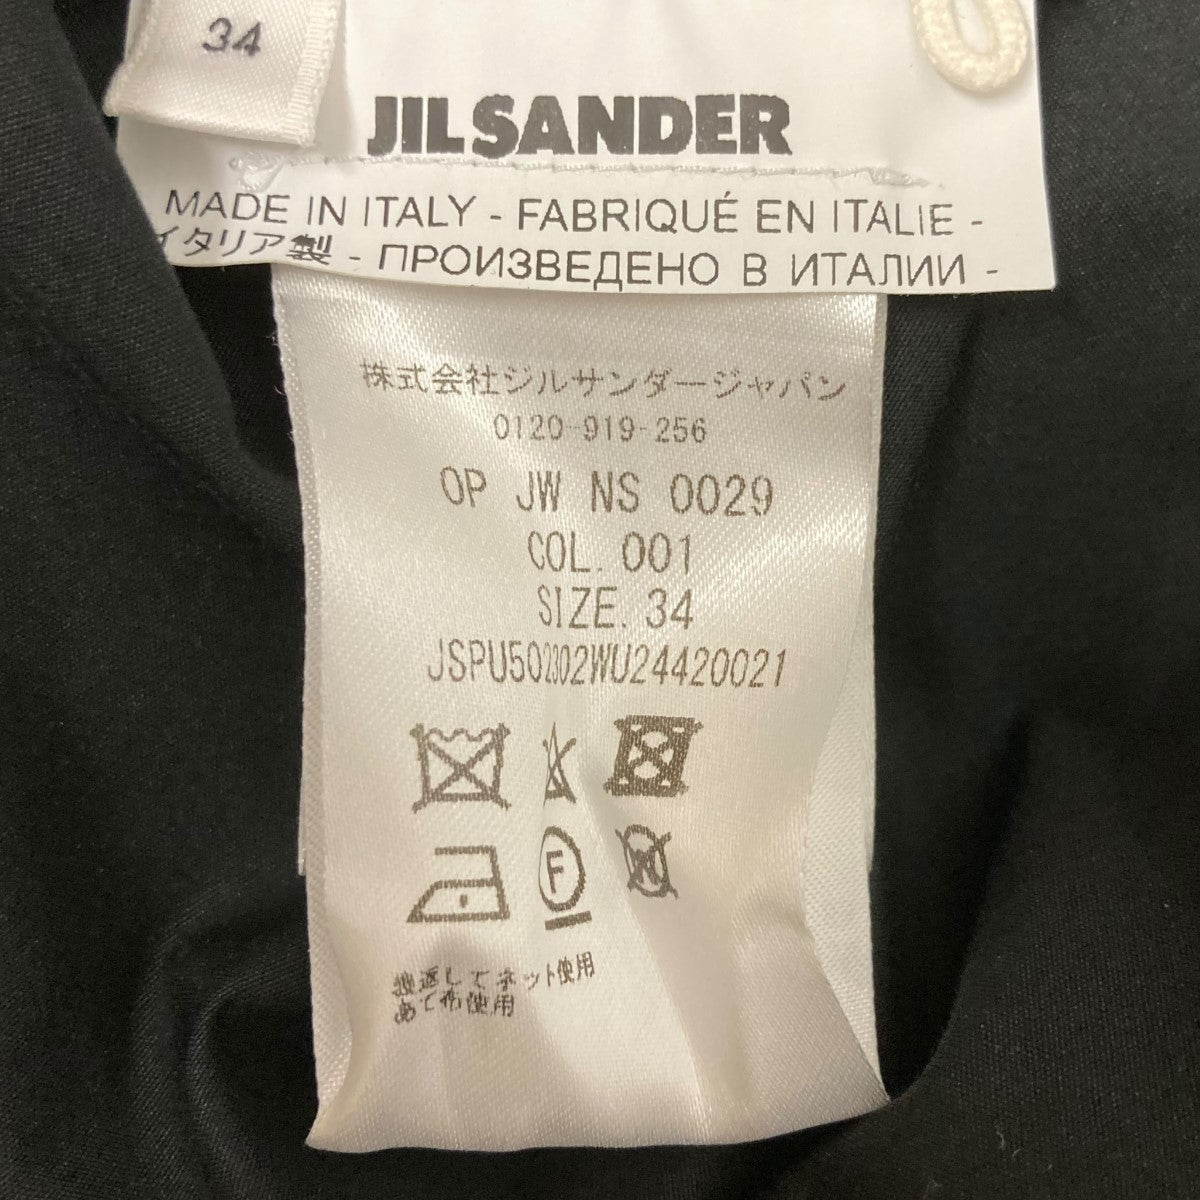 34
JIL SANDER
MADE IN ITALY - FABRIQUÉ EN ITALIE -
イタリア製 - ПРОИЗВЕДЕНО В ИТАЛИИ -
株式会社ジルサンダージャパン
0120-919-256
OP JW NS 0029
COL. 001
SIZE. 34
JSPU502302WU24420021
F
W
裏返してネット使用
あて布使用